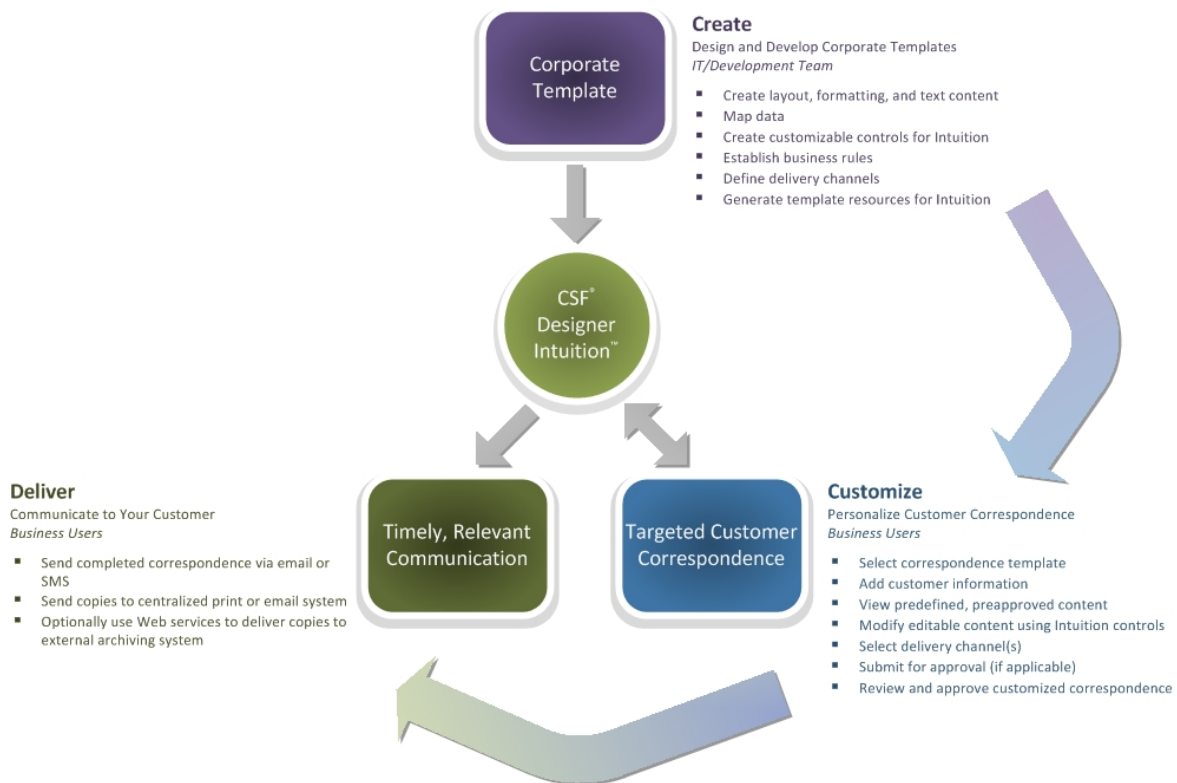 Corporate
Template
Create
Design and Develop Corporate Templates
IT/Development Team
▪ Create layout, formatting, and text content
▪ Map data
▪ Create customizable controls for Intuition
▪ Establish business rules
▪ Define delivery channels
▪ Generate template resources for Intuition
CSF®
Designer
Intuition™
Deliver
Communicate to Your Customer
Business Users
▪ Send completed correspondence via email or
SMS
▪ Send copies to centralized print or email system
▪ Optionally use Web services to deliver copies to
external archiving system
Timely, Relevant
Communication
Targeted Customer
Correspondence
Customize
Personalize Customer Correspondence
Business Users
▪ Select correspondence template
▪ Add customer information
▪ View predefined, preapproved content
▪ Modify editable content using Intuition controls
▪ Select delivery channel(s)
▪ Submit for approval (if applicable)
▪ Review and approve customized correspondence